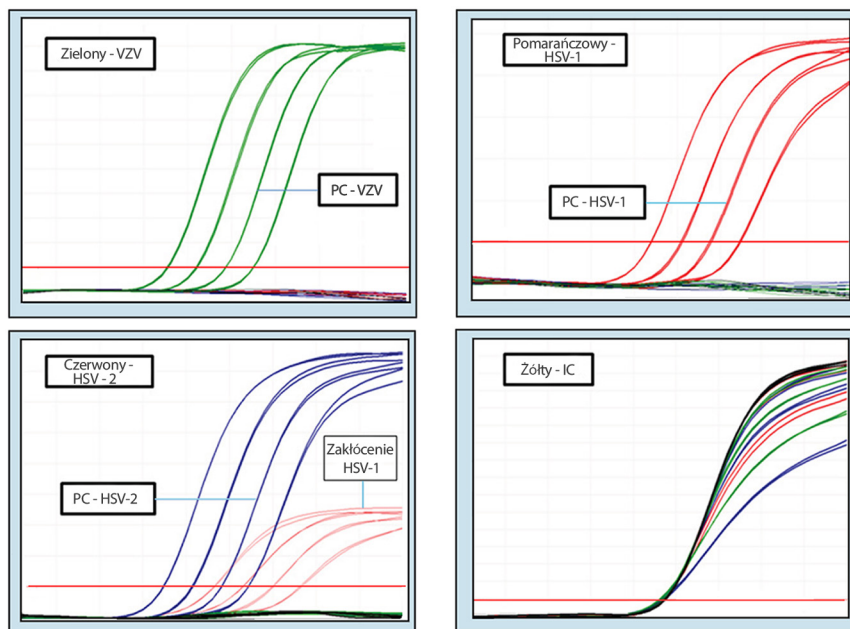 Zielony - VZV
PC - VZV
Pomarańczowy -
HSV-1
PC - HSV-1
Czerwony -
HSV - 2
Zakłócenie
HSV-1
PC - HSV-2
Żółty - IC